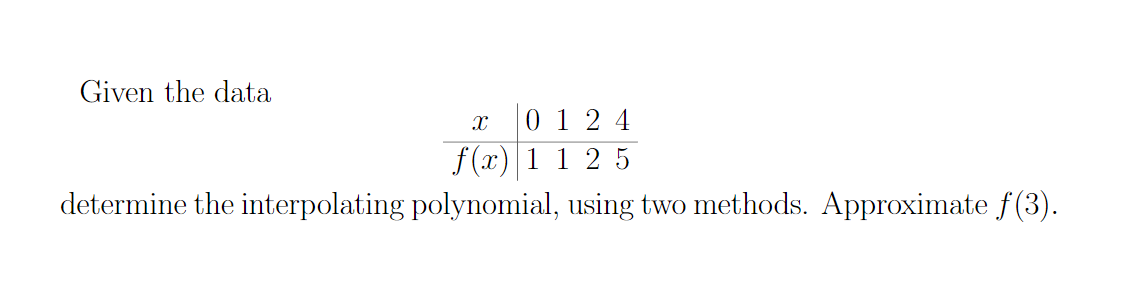 Given the data
x 0 1 2 4
f(x) 1 1 2 5
determine the interpolating polynomial, using two methods. Approximate f(3).